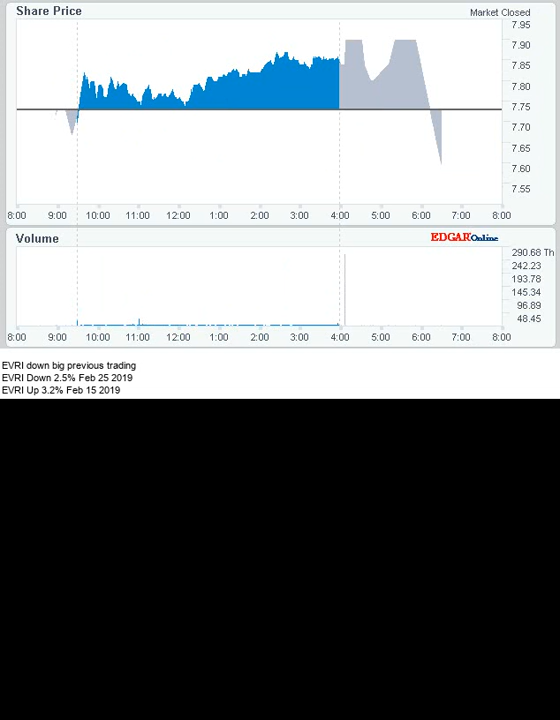 Share Price
Market Closed
7.95
7.90
7.85
7.80
7.75
7.70
7.65
7.60
7.55
8:00 9:00 10:00 11:00 12:00 1:00 2:00 3:00 4:00 5:00 6:00 7:00 8:00
Volume
EDGAROnline
290.68 Th
242.23
193.78
145.34
96.89
48.45
8:00 9:00 10:00 11:00 12:00 1:00 2:00 3:00 4:00 5:00 6:00 7:00 8:00
EVRI down big previous trading
EVRI Down 2.5% Feb 25 2019
EVRI Up 3.2% Feb 15 2019